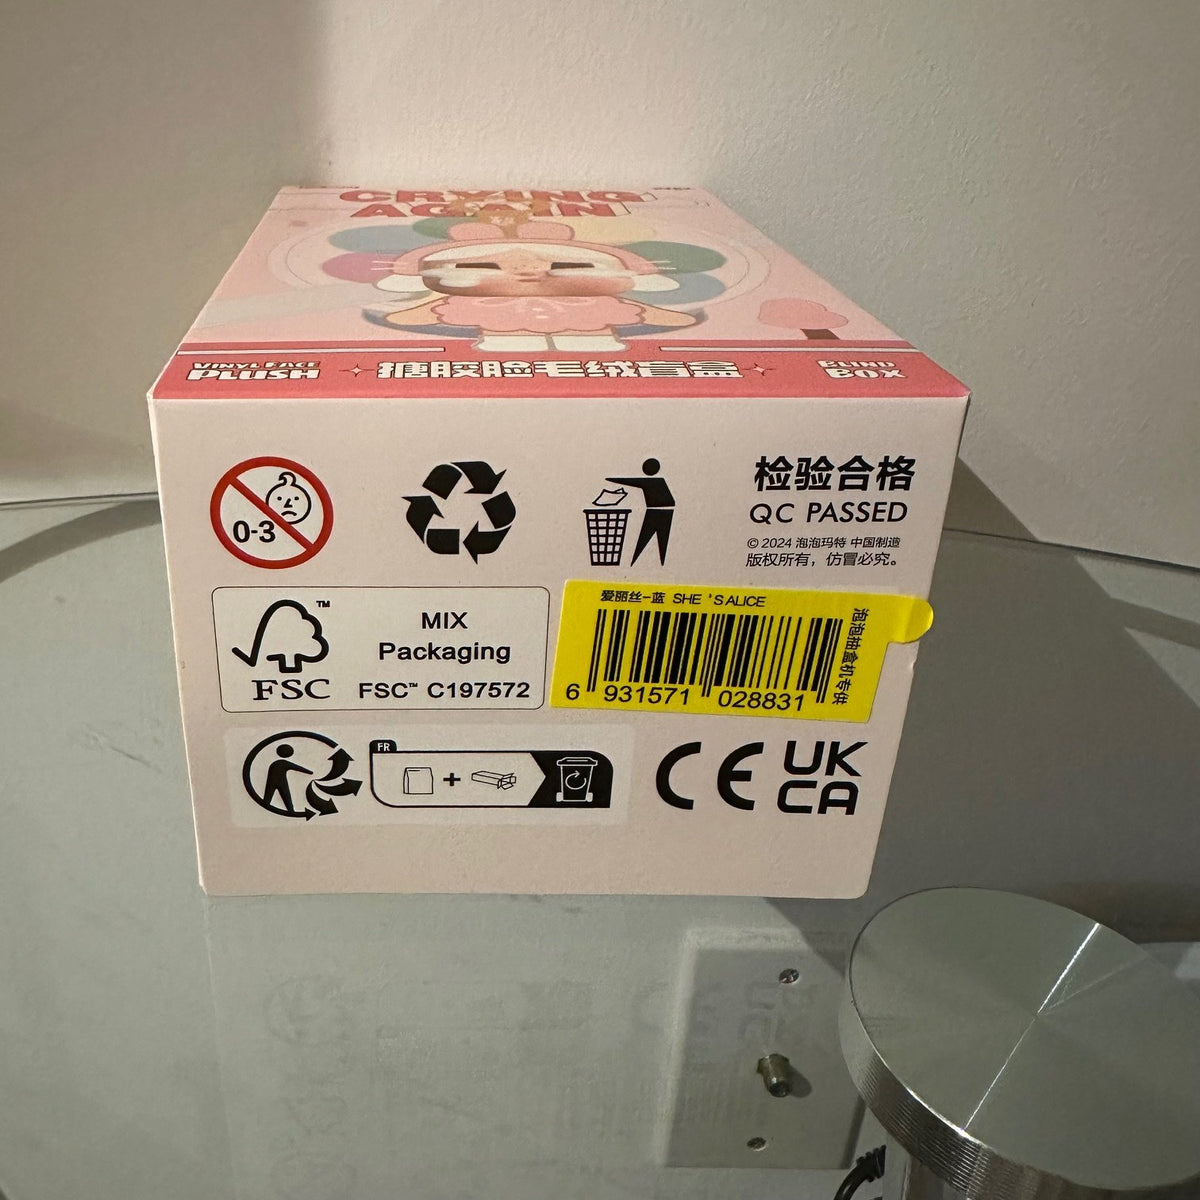 CRYING
AGAIN
VINYL FACE
PLUSH
搪胶脸毛绒盲盒
BLIND
BOX
0-3
检验合格
QC PASSED
© 2024 泡泡玛特 中国制造
版权所有，仿冒必究。
FSC
TM
MIX
Packaging
FSC™ C197572
爱丽丝-蓝 SHE 'S ALICE
6 931571 028831
泡泡抽盒机专供
FR
+
CE
UK
CA